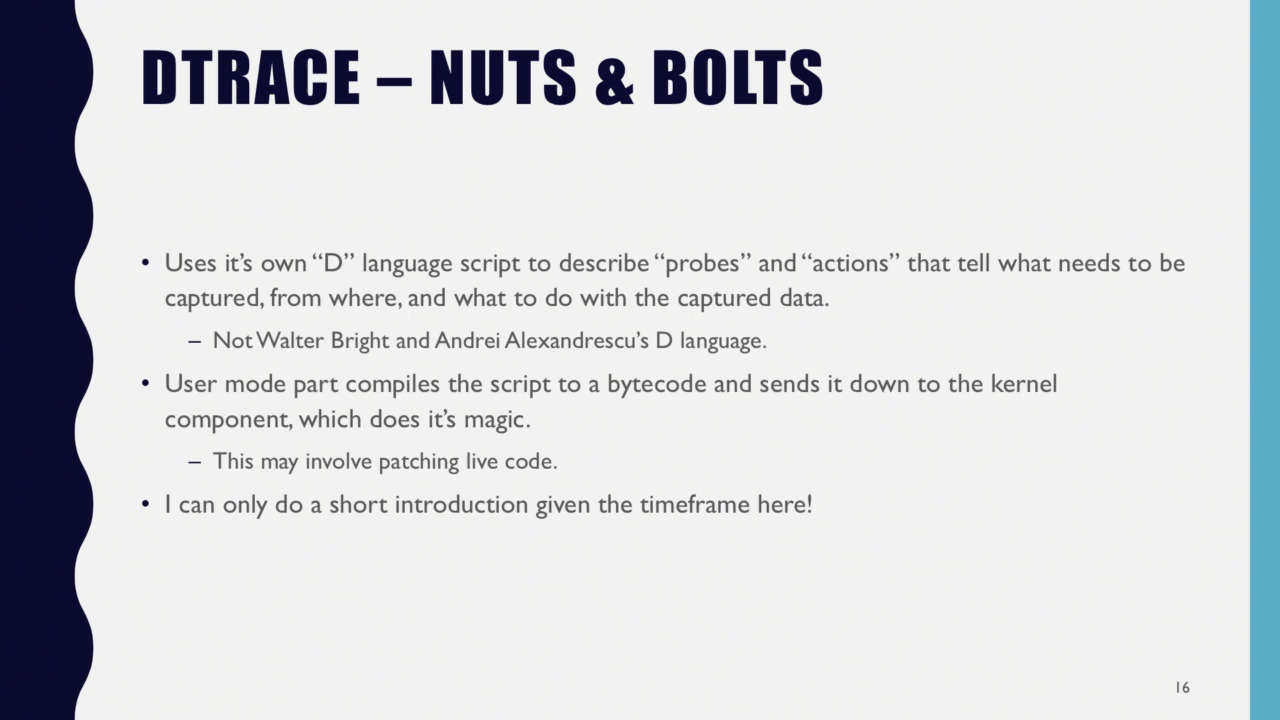 DTRACE – NUTS & BOLTS
• Uses it’s own “D” language script to describe “probes” and “actions” that tell what needs to be
captured, from where, and what to do with the captured data.
– Not Walter Bright and Andrei Alexandrescu’s D language.
• User mode part compiles the script to a bytecode and sends it down to the kernel
component, which does it’s magic.
– This may involve patching live code.
• I can only do a short introduction given the timeframe here!
16